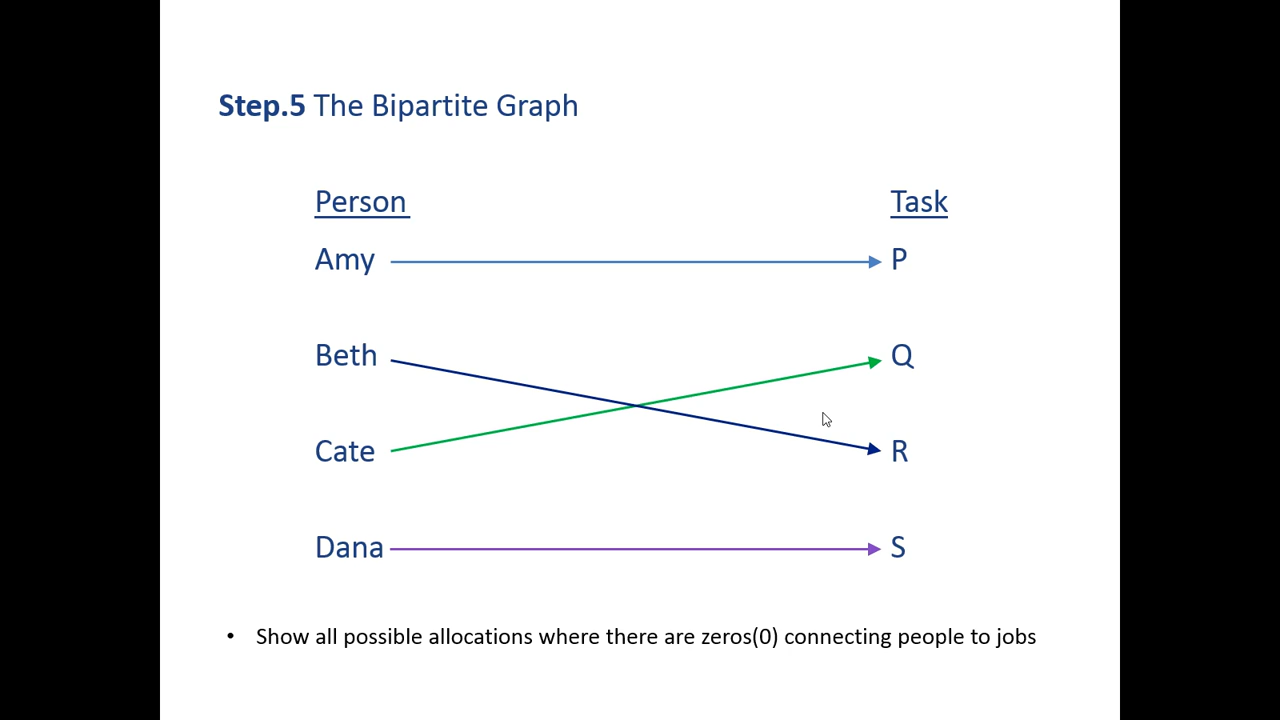 Step.5 The Bipartite Graph
Person Task
Amy P
Beth Q
Cate R
Dana S
• Show all possible allocations where there are zeros(0) connecting people to jobs